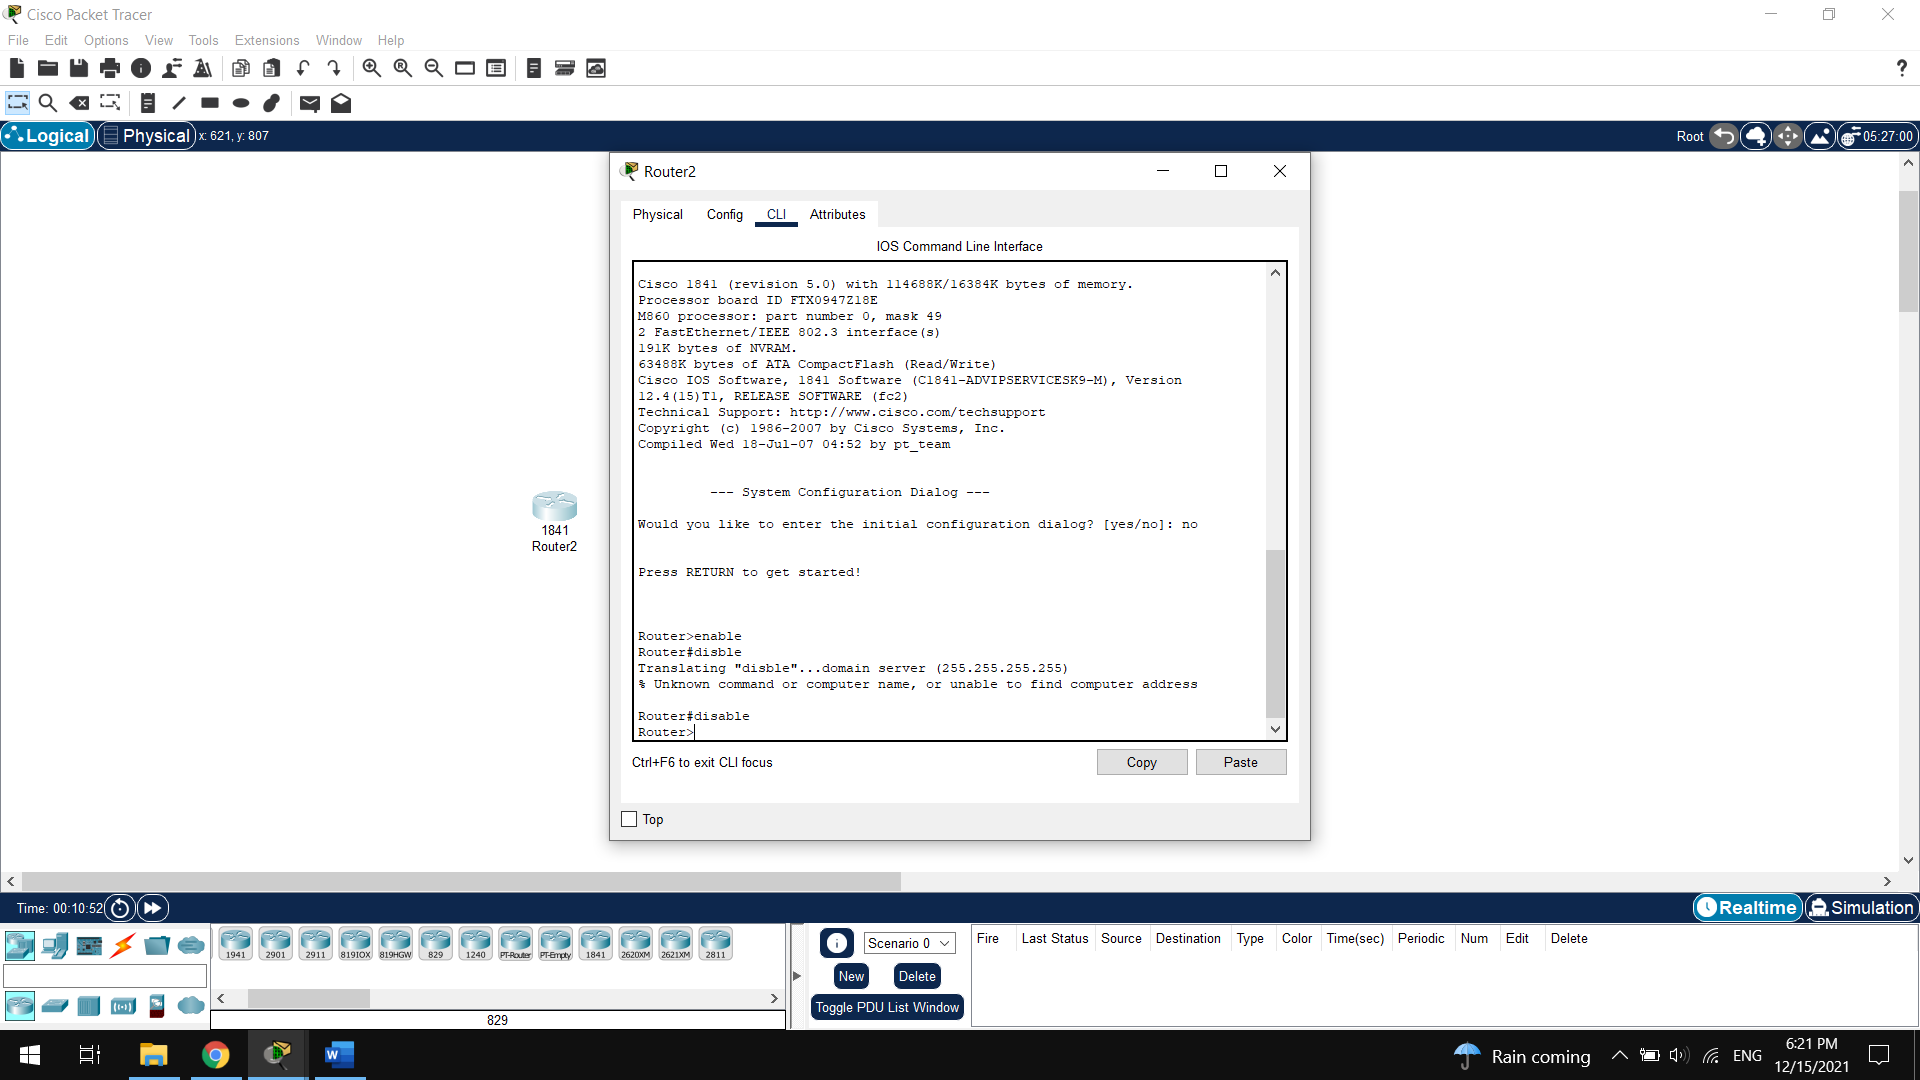 Cisco Packet Tracer
File Edit Options View Tools Extensions Window Help
?
Logical Physical x: 621, y: 807 Root 05:27:00
Router2
Physical Config CLI Attributes
IOS Command Line Interface
Cisco 1841 (revision 5.0) with 114688K/16384K bytes of memory.
Processor board ID FTX0947Z18E
M860 processor: part number 0, mask 49
2 FastEthernet/IEEE 802.3 interface(s)
191K bytes of NVRAM.
63488K bytes of ATA CompactFlash (Read/Write)
Cisco IOS Software, 1841 Software (C1841-ADVIPSERVICESK9-M), Version
12.4(15)T1, RELEASE SOFTWARE (fc2)
Technical Support: http://www.cisco.com/techsupport
Copyright (c) 1986-2007 by Cisco Systems, Inc.
Compiled Wed 18-Jul-07 04:52 by pt_team
--- System Configuration Dialog ---
Would you like to enter the initial configuration dialog? [yes/no]: no
Press RETURN to get started!
Router>enable
Router#disble
Translating "disble"...domain server (255.255.255.255)
% Unknown command or computer name, or unable to find computer address
Router#disable
Router>
Ctrl+F6 to exit CLI focus Copy Paste
Top
1841
Router2
Time: 00:10:52 Realtime Simulation
1941 2901 2911 819IOX 819HGW 829 1240 PT-Router PT-Empty 1841 2620XM 2621XM 2811
829
Scenario 0
New Delete
Toggle PDU List Window
Fire Last Status Source Destination Type Color Time(sec) Periodic Num Edit Delete
Rain coming ENG 6:21 PM
12/15/2021